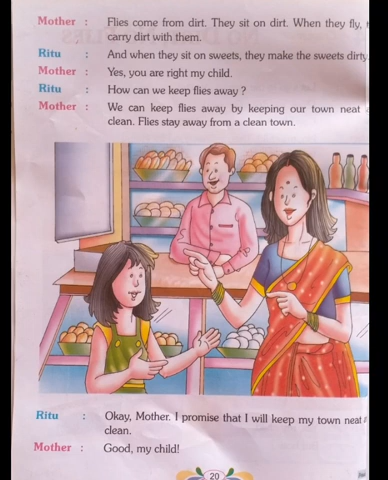 Mother : Flies come from dirt. They sit on dirt. When they fly,
carry dirt with them.
Ritu : And when they sit on sweets, they make the sweets dirty
Mother : Yes, you are right my child.
Ritu : How can we keep flies away ?
Mother : We can keep flies away by keeping our town neat
clean. Flies stay away from a clean town.
Ritu : Okay, Mother. I promise that I will keep my town neat
clean.
Mother : Good, my child!
20